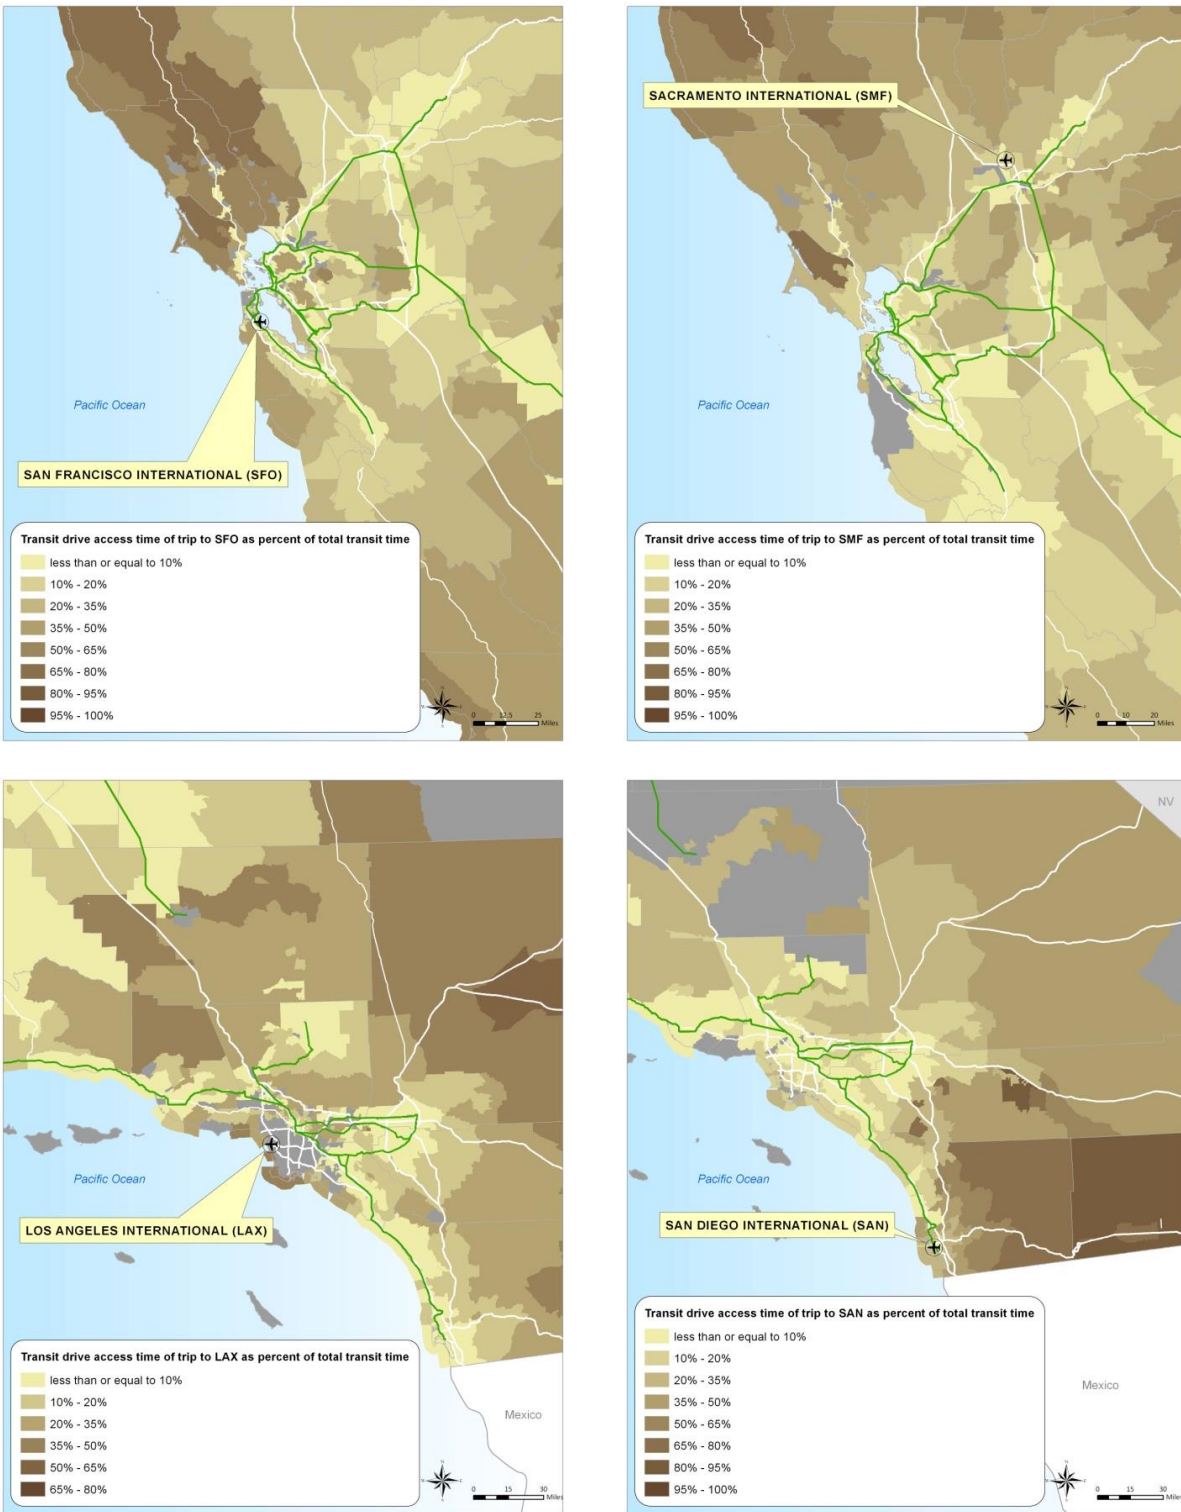 SAN FRANCISCO INTERNATIONAL (SFO)
Pacific Ocean
Transit drive access time of trip to SFO as percent of total transit time
less than or equal to 10%
10% - 20%
20% - 35%
35% - 50%
50% - 65%
65% - 80%
80% - 95%
95% - 100%
0 12.5 25
Miles
SACRAMENTO INTERNATIONAL (SMF)
Pacific Ocean
Transit drive access time of trip to SMF as percent of total transit time
less than or equal to 10%
10% - 20%
20% - 35%
35% - 50%
50% - 65%
65% - 80%
80% - 95%
95% - 100%
0 10 20
Miles
Pacific Ocean
LOS ANGELES INTERNATIONAL (LAX)
Mexico
Transit drive access time of trip to LAX as percent of total transit time
less than or equal to 10%
10% - 20%
20% - 35%
35% - 50%
50% - 65%
65% - 80%
0 15 30
Miles
NV
Pacific Ocean
SAN DIEGO INTERNATIONAL (SAN)
Mexico
Transit drive access time of trip to SAN as percent of total transit time
less than or equal to 10%
10% - 20%
20% - 35%
35% - 50%
50% - 65%
65% - 80%
80% - 95%
95% - 100%
0 15 30
Miles